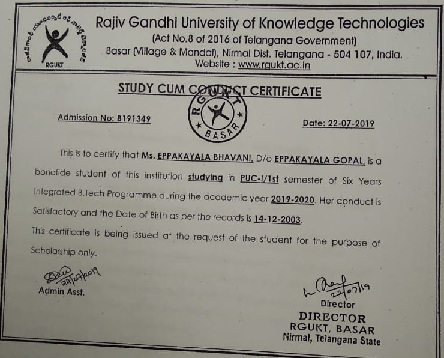 Rajiv Gandhi University of Knowledge Technologies
(Act No.8 of 2016 of Telangana Government)
Basar (Village & Mandal), Nirmal Dist. Telangana - 504 107, India.
Website : www.rgukt.ac.in
RGUKT
STUDY CUM CONDUCT CERTIFICATE
RGUKT
BASAR
Admission No: B191349
Date: 22-07-2019
This is to certify that Ms. EPPAKAYALA BHAVANI, D/o EPPAKAYALA GOPAL, is a
bonafide student of this institution studying in PUC-I/1st semester of Six Years
Integrated B.Tech Programme during the academic year 2019-2020. Her conduct is
Satisfactory and the Date of Birth as per the records is 14-12-2003.
This certificate is being issued at the request of the student for the purpose of
Scholarship only.
22/07/2019
Admin Asst.
22/07/19
Director
DIRECTOR
RGUKT, BASAR
Nirmal, Telangana State